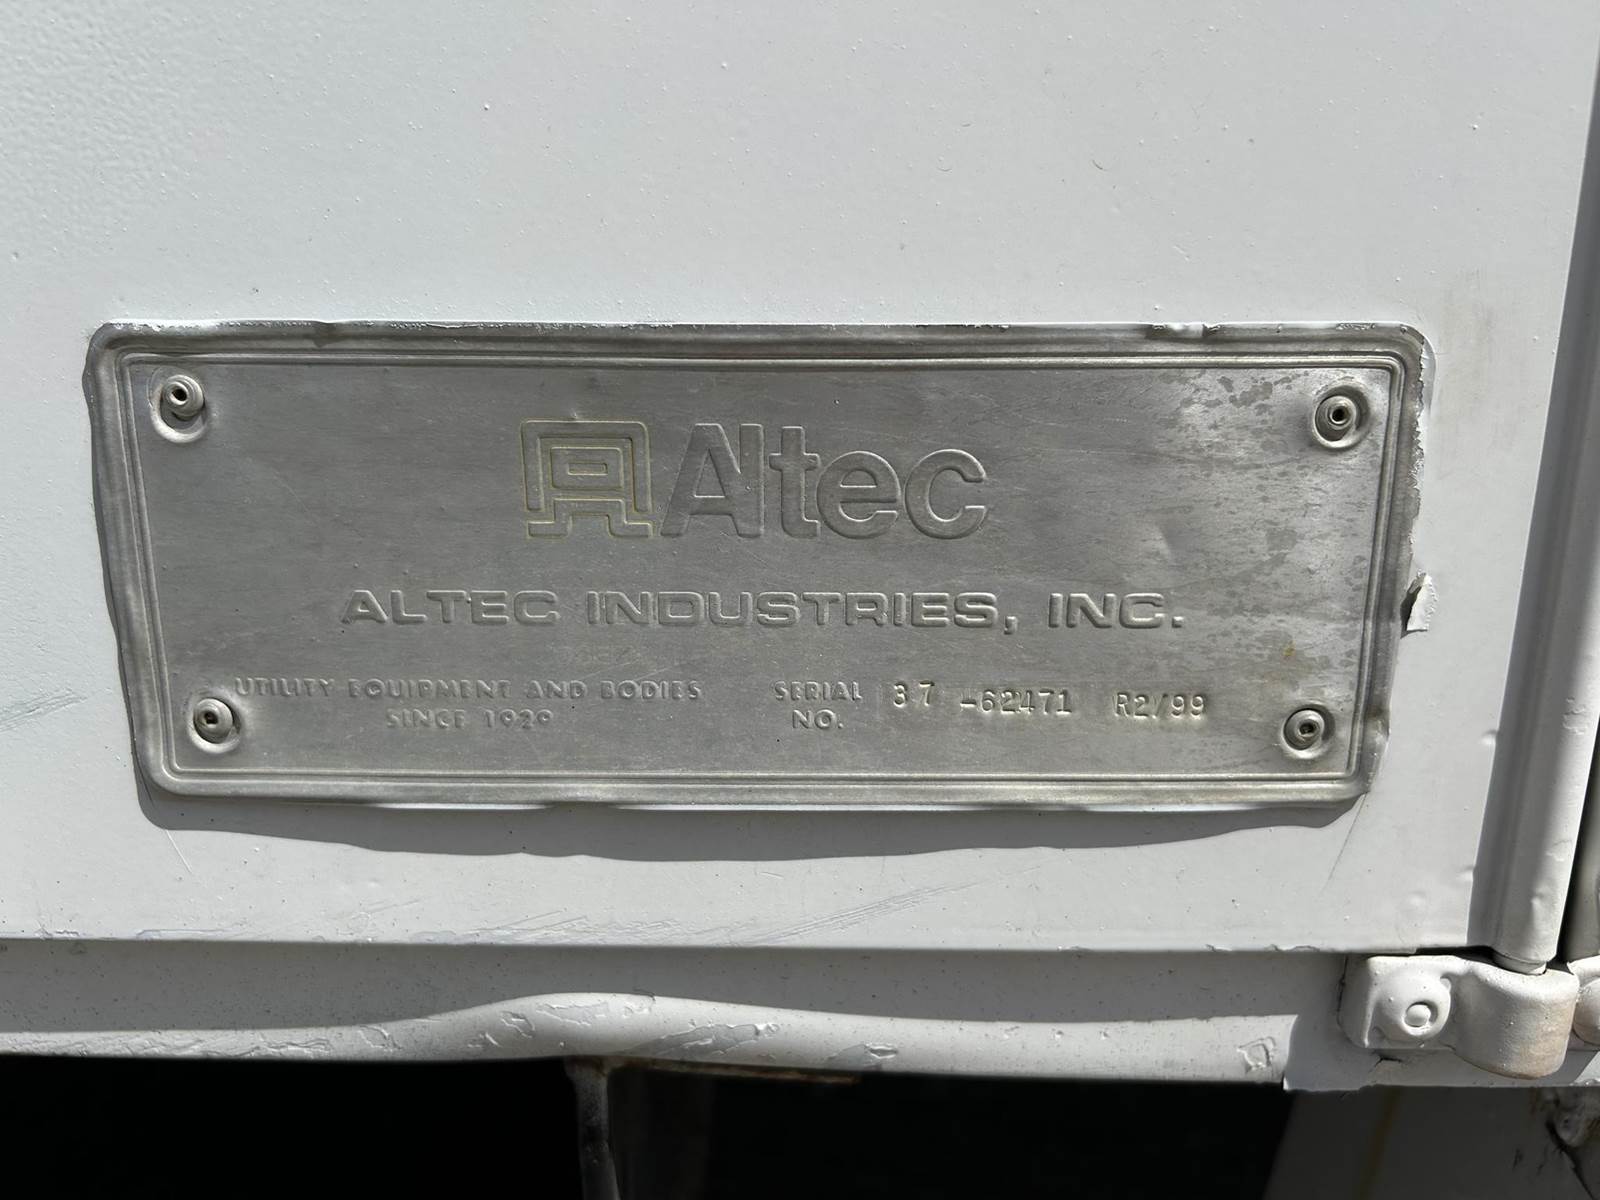 Altec
ALTEC INDUSTRIES, INC.
UTILITY EQUIPMENT AND BODIES
SINCE 1929
SERIAL NO. 37 -62471 R2/99